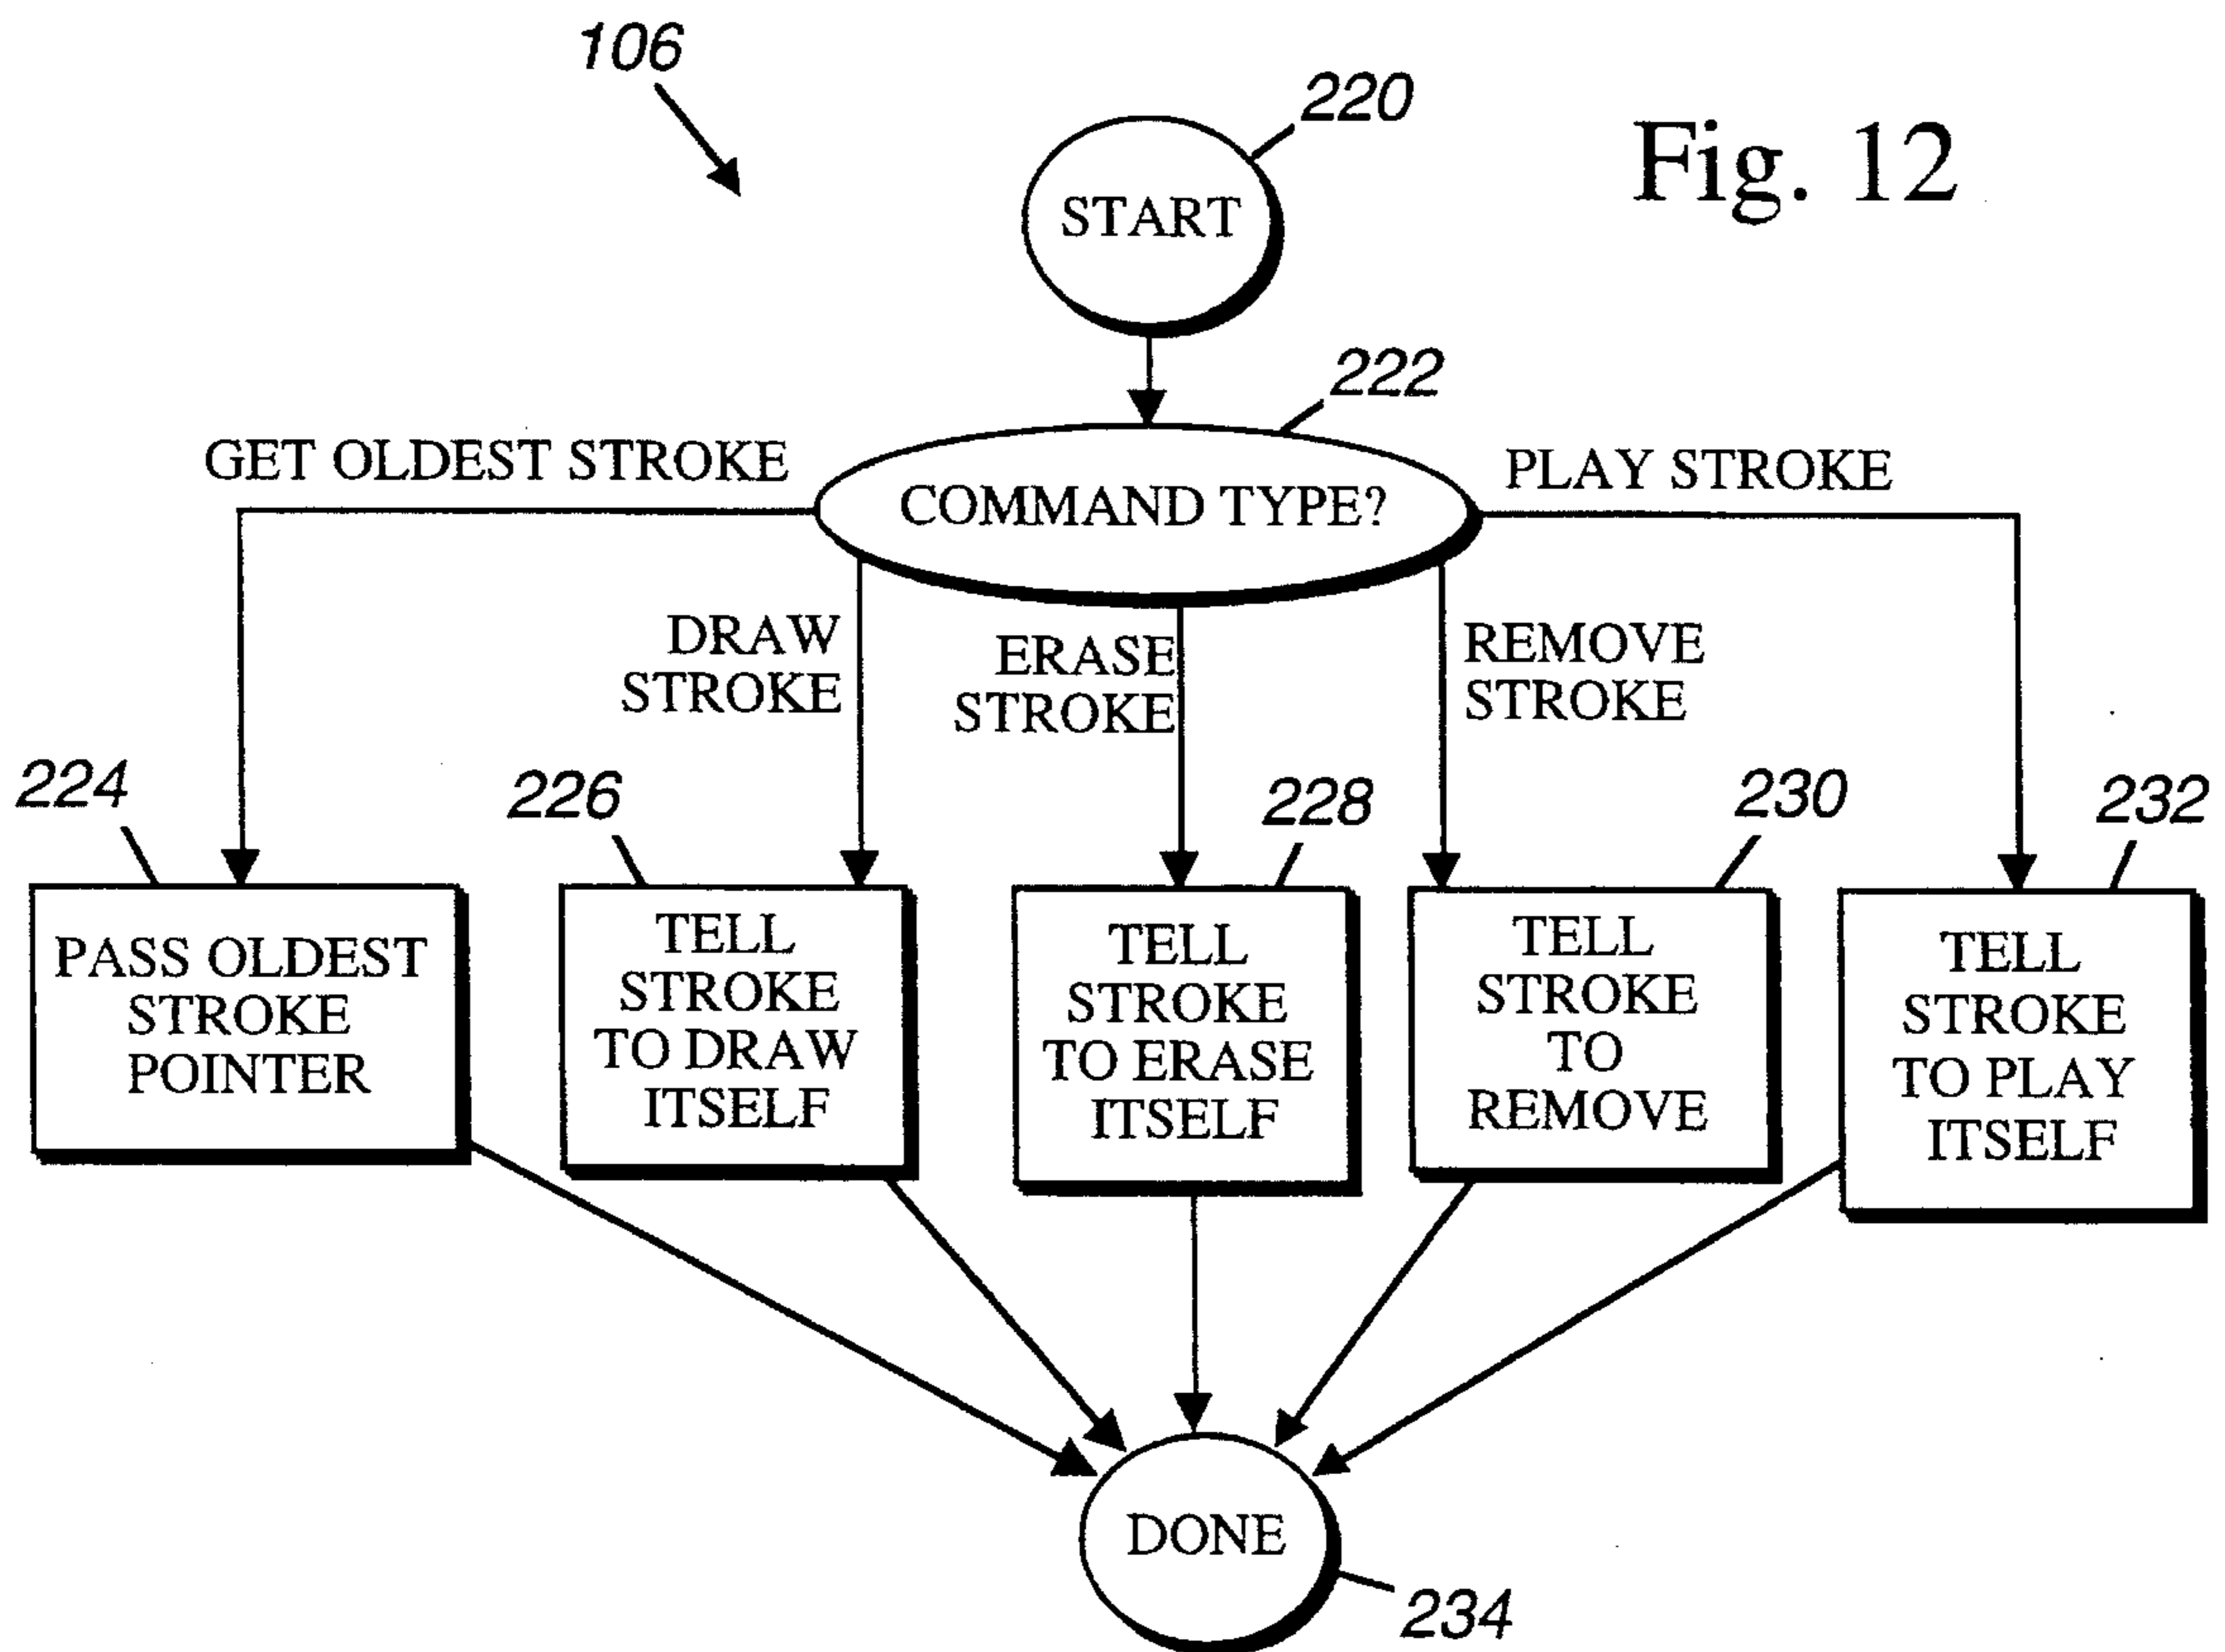 106
220
Fig. 12
START
222
GET OLDEST STROKE
COMMAND TYPE?
PLAY STROKE
DRAW
STROKE
ERASE
STROKE
REMOVE
STROKE
224
226
228
230
232
PASS OLDEST
STROKE
POINTER
TELL
STROKE
TO DRAW
ITSELF
TELL
STROKE
TO ERASE
ITSELF
TELL
STROKE
TO
REMOVE
TELL
STROKE
TO PLAY
ITSELF
DONE
234